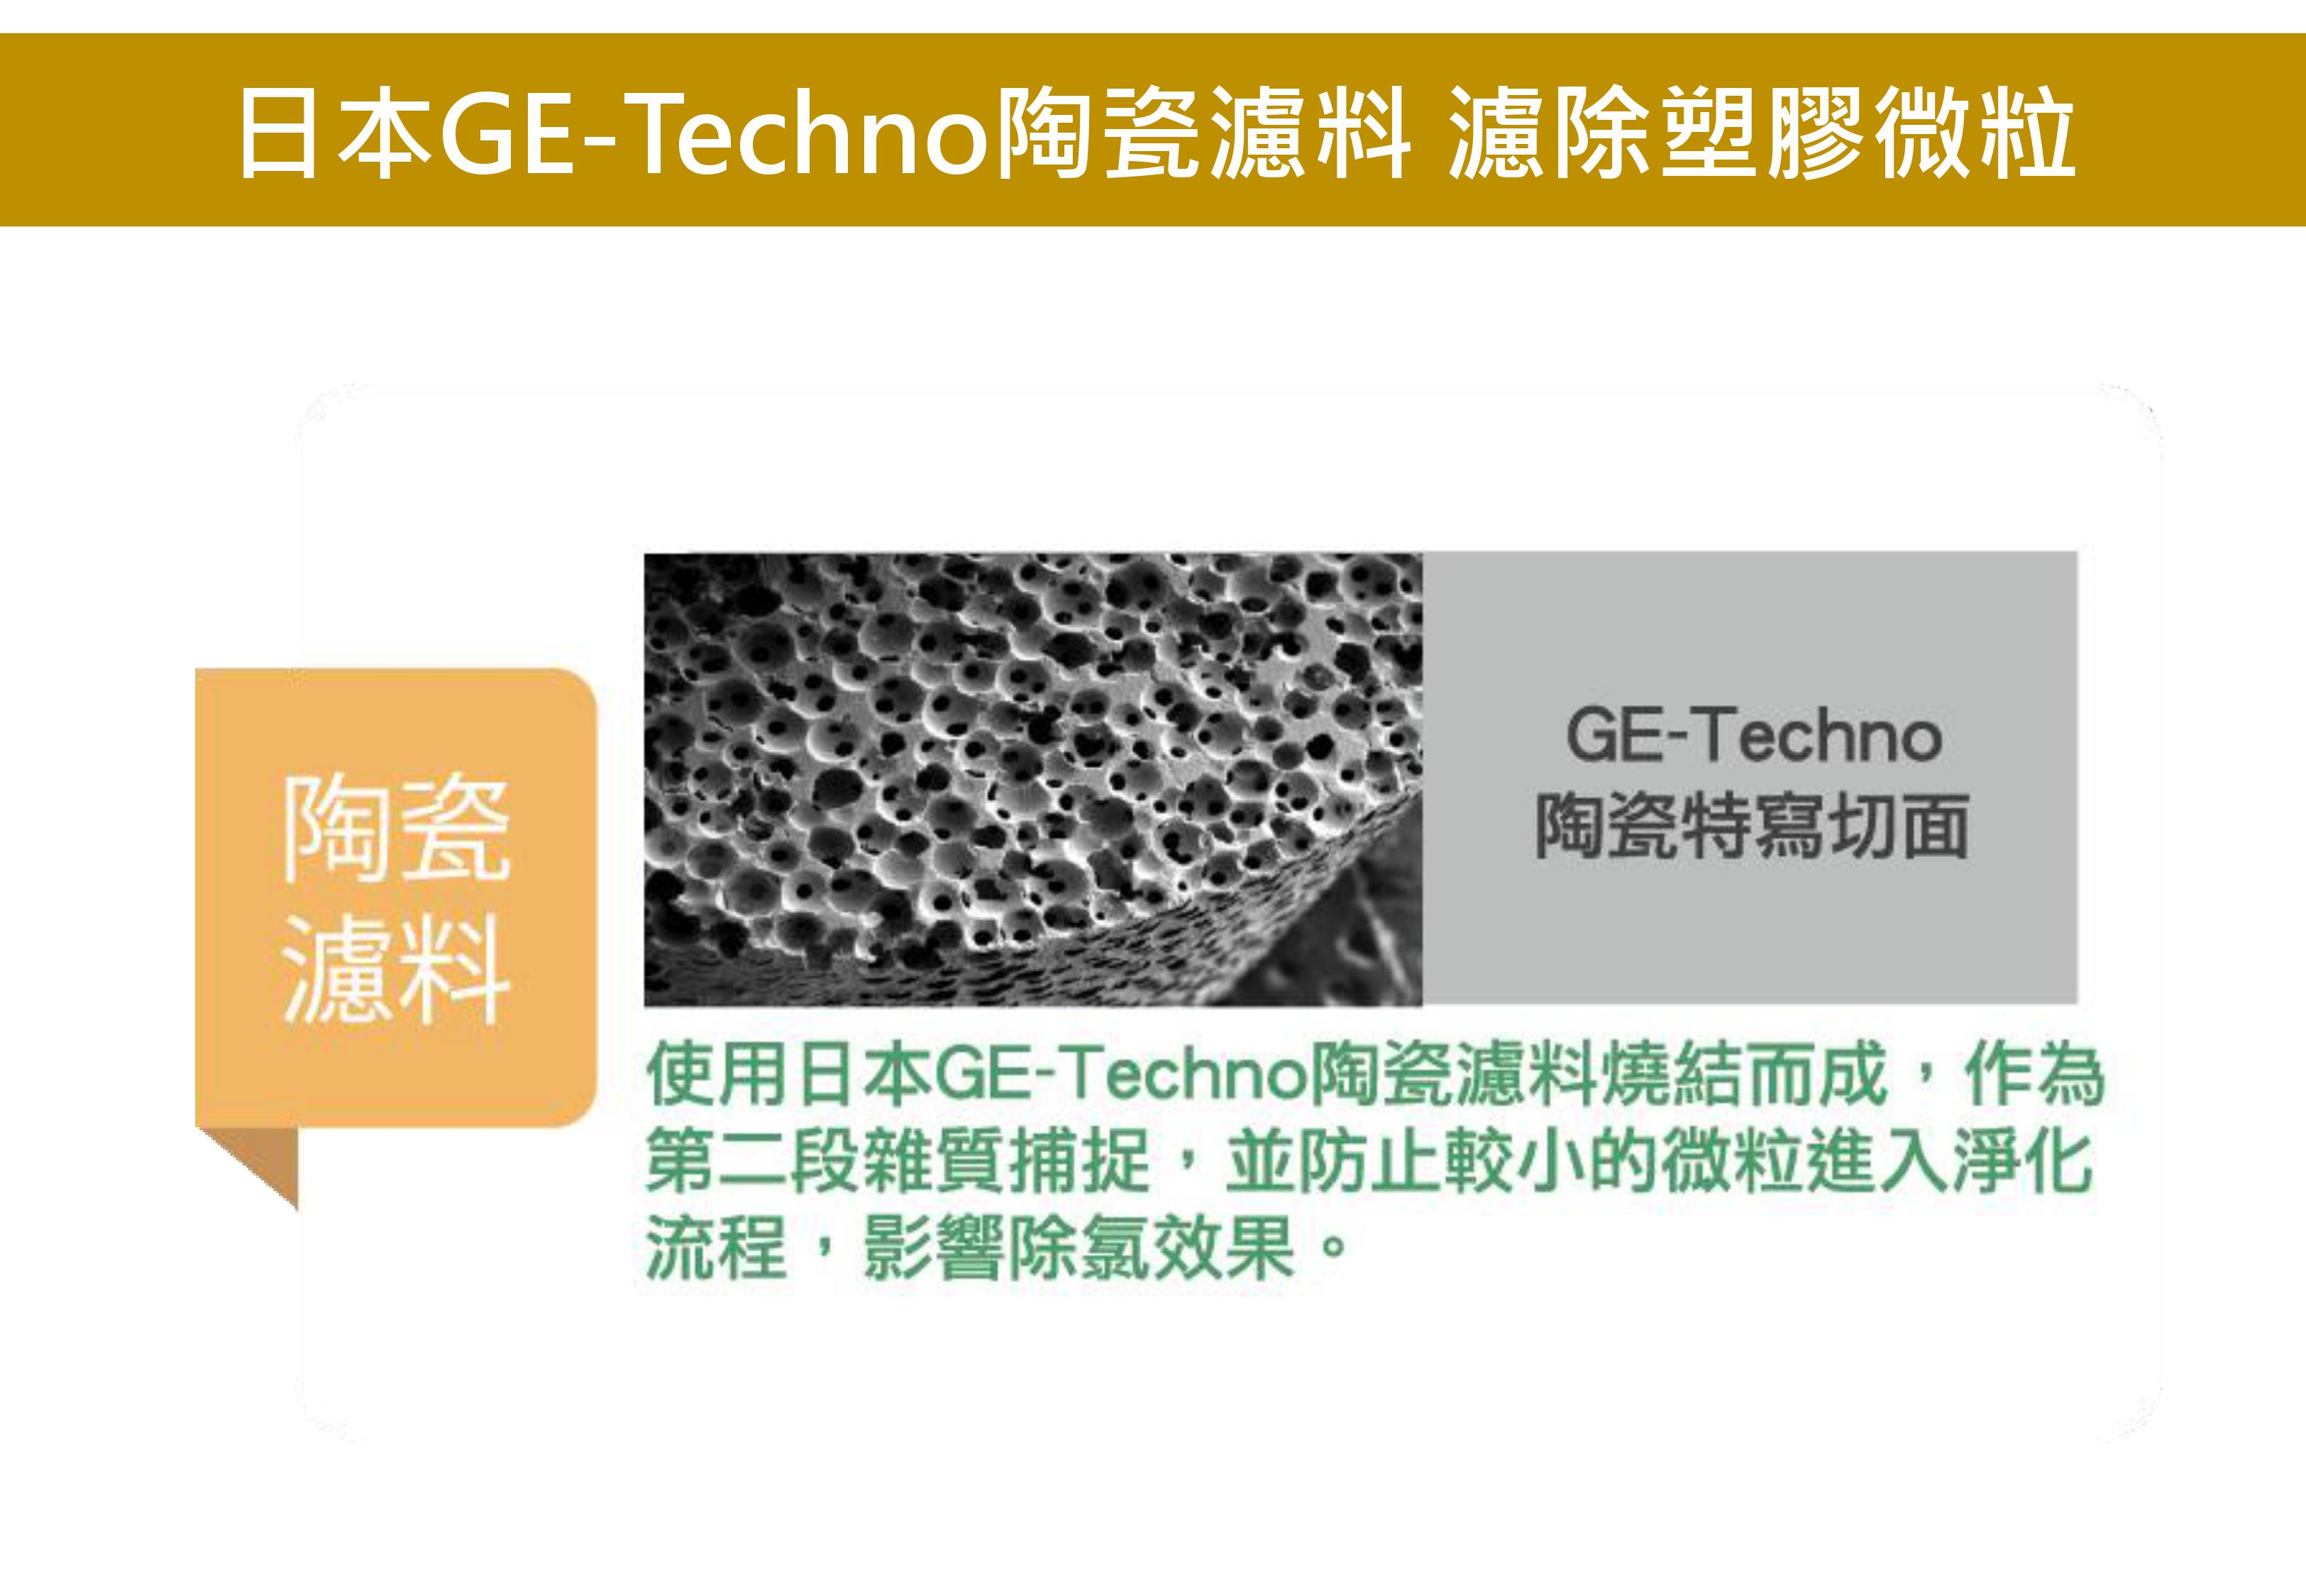 日本GE-Techno陶瓷濾料 濾除塑膠微粒
陶瓷
濾料
GE-Techno
陶瓷特寫切面
使用日本GE-Techno陶瓷濾料燒結而成，作為
第二段雜質捕捉，並防止較小的微粒進入淨化
流程，影響除氯效果。